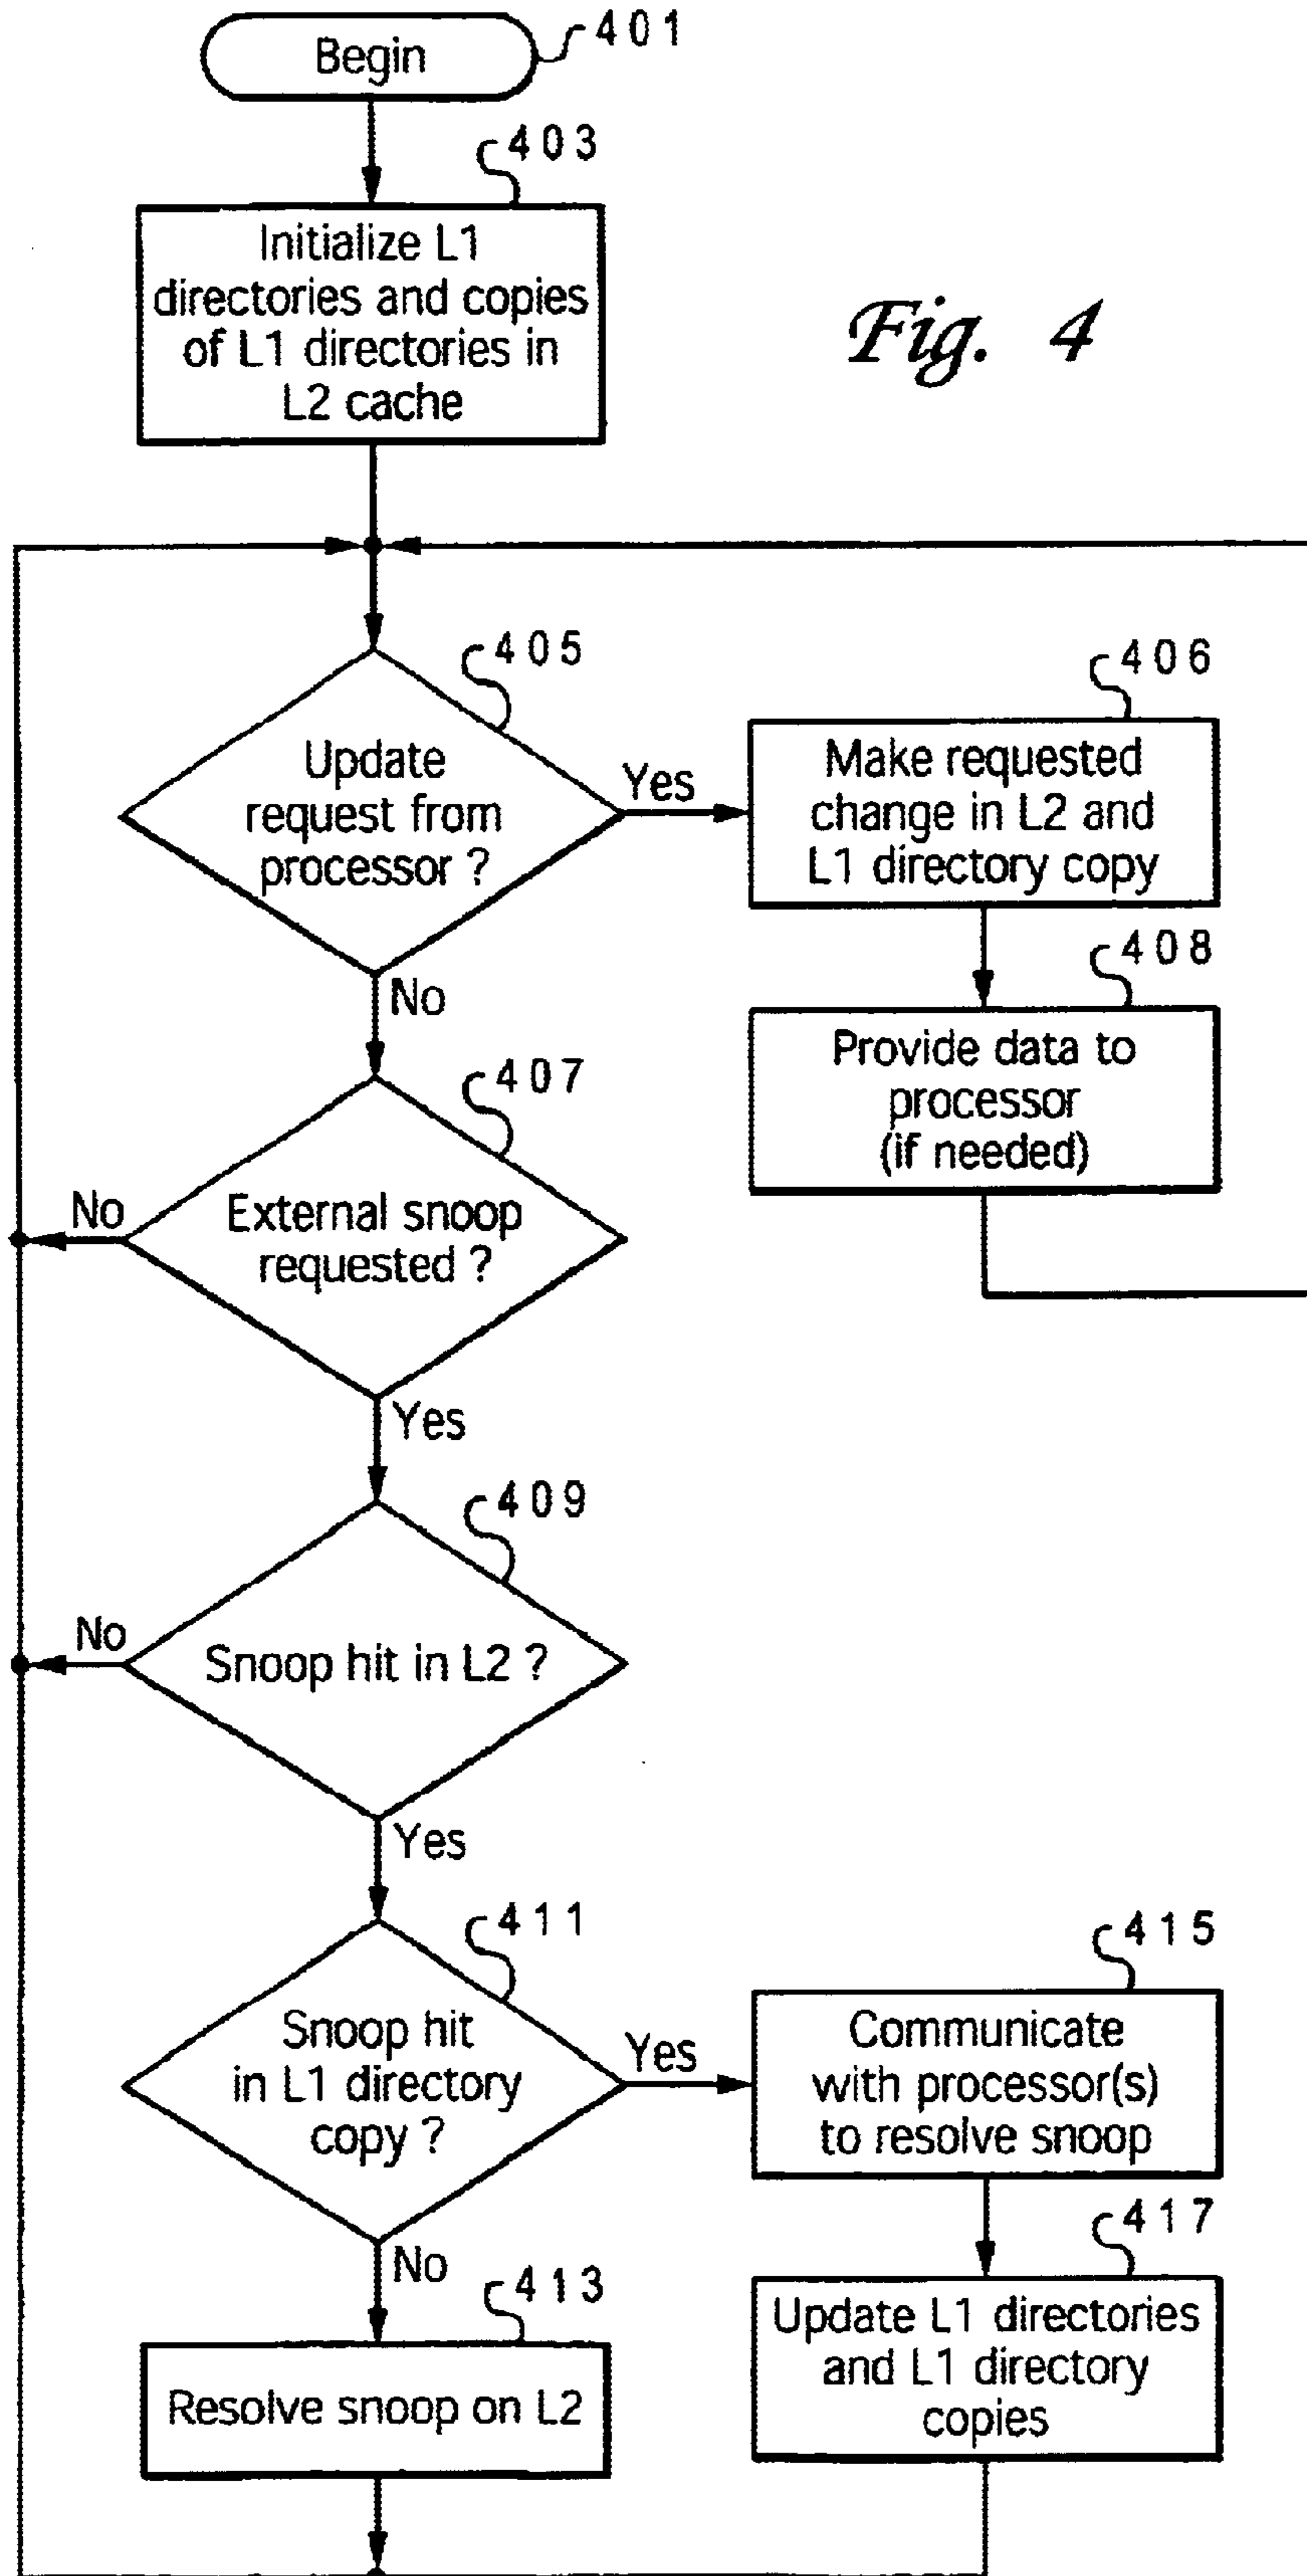 Begin
401
403
Initialize L1
directories and copies
of L1 directories in
L2 cache
Fig. 4
405
Update
request from
processor ?
Yes
406
Make requested
change in L2 and
L1 directory copy
No
408
Provide data to
processor
(if needed)
407
External snoop
requested ?
No
Yes
409
Snoop hit in L2 ?
No
Yes
411
Snoop hit
in L1 directory
copy ?
Yes
415
Communicate
with processor(s)
to resolve snoop
No
413
Resolve snoop on L2
417
Update L1 directories
and L1 directory
copies